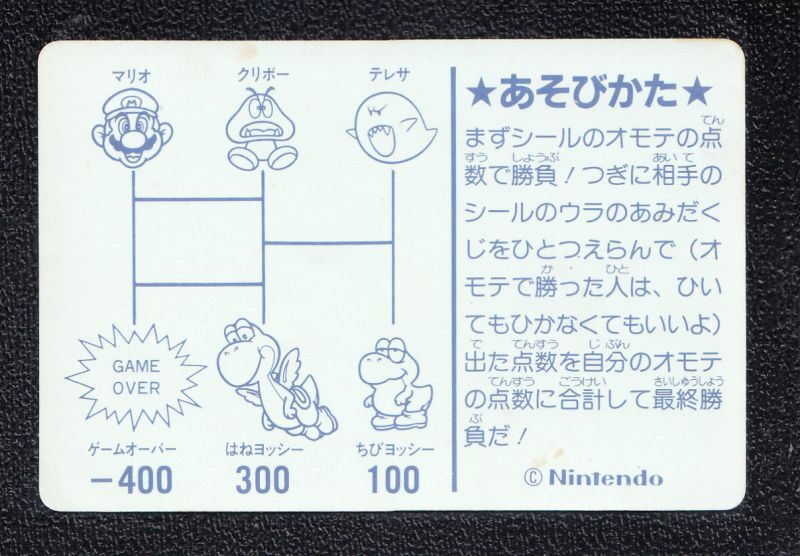 マリオ クリボー テレサ
GAME
OVER
ゲームオーバー はねヨッシー ちびヨッシー
−400 300 100
★あそびかた★
まずシールのオモテの点
数で勝負！つぎに相手の
シールのウラのあみだく
じをひとつえらんで（オ
モテで勝った人は、ひい
てもひかなくてもいいよ）
出た点数を自分のオモテ
の点数に合計して最終勝
負だ！
© Nintendo